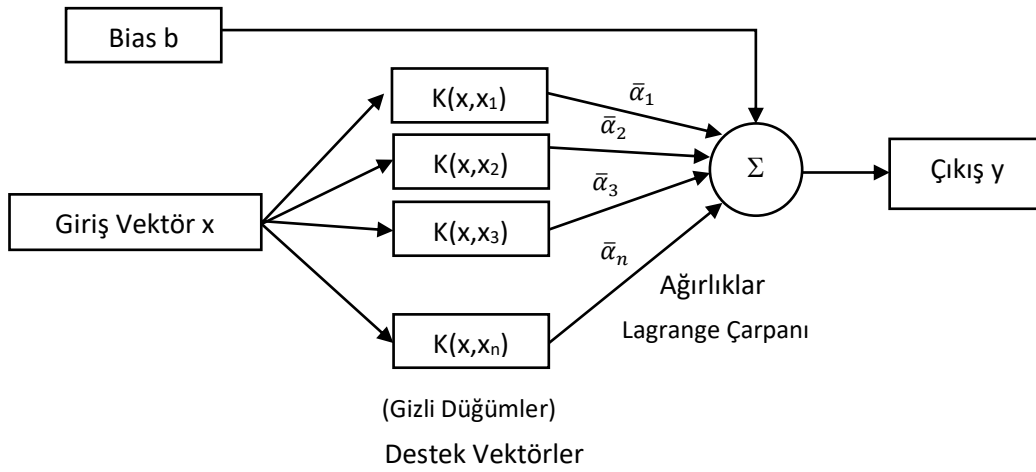 Bias b
K(x,x₁)
ᾱ₁
ᾱ₂
K(x,x₂)
Σ
Çıkış y
ᾱ₃
Giriş Vektör x
K(x,x₃)
ᾱₙ
Ağırlıklar
Lagrange Çarpanı
K(x,xₙ)
(Gizli Düğümler)
Destek Vektörler